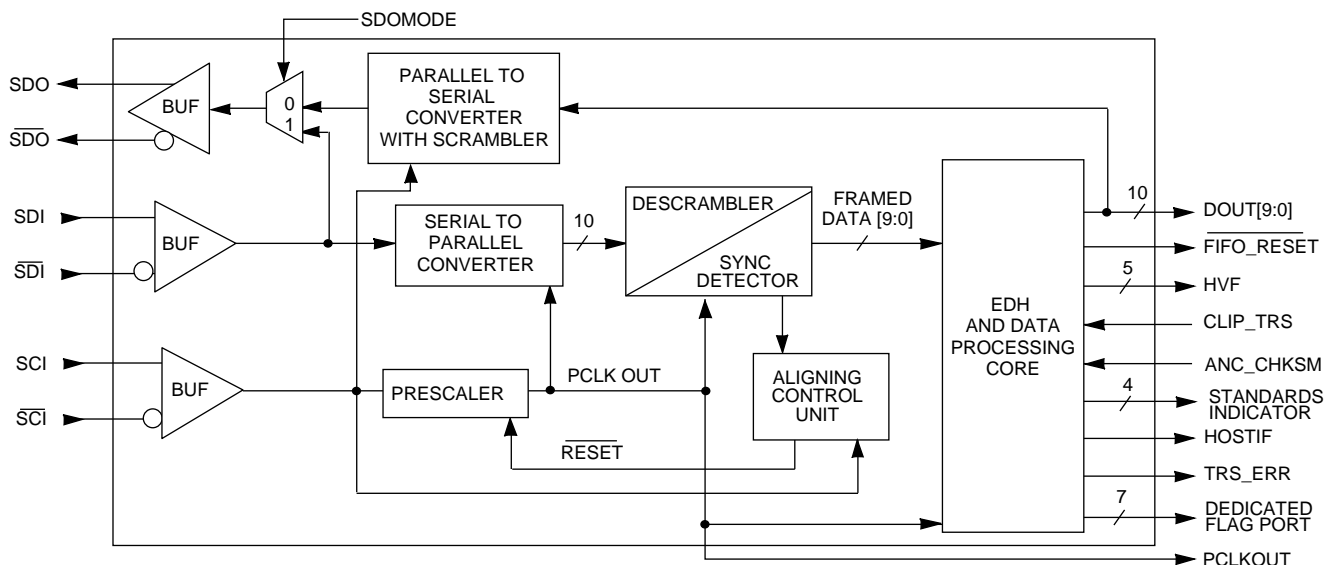 SDOMODE
SDO
SDO
BUF
0
1
PARALLEL TO
SERIAL
CONVERTER
WITH SCRAMBLER
SDI
SDI
BUF
SERIAL TO
PARALLEL
CONVERTER
10
DESCRAMBLER
SYNC
DETECTOR
FRAMED
DATA [9:0]
EDH
AND DATA
PROCESSING
CORE
10
DOUT[9:0]
FIFO_RESET
5
HVF
CLIP_TRS
ANC_CHKSM
4
STANDARDS
INDICATOR
HOSTIF
TRS_ERR
7
DEDICATED
FLAG PORT
PCLKOUT
SCI
SCI
BUF
PRESCALER
PCLK OUT
ALIGNING
CONTROL
UNIT
RESET